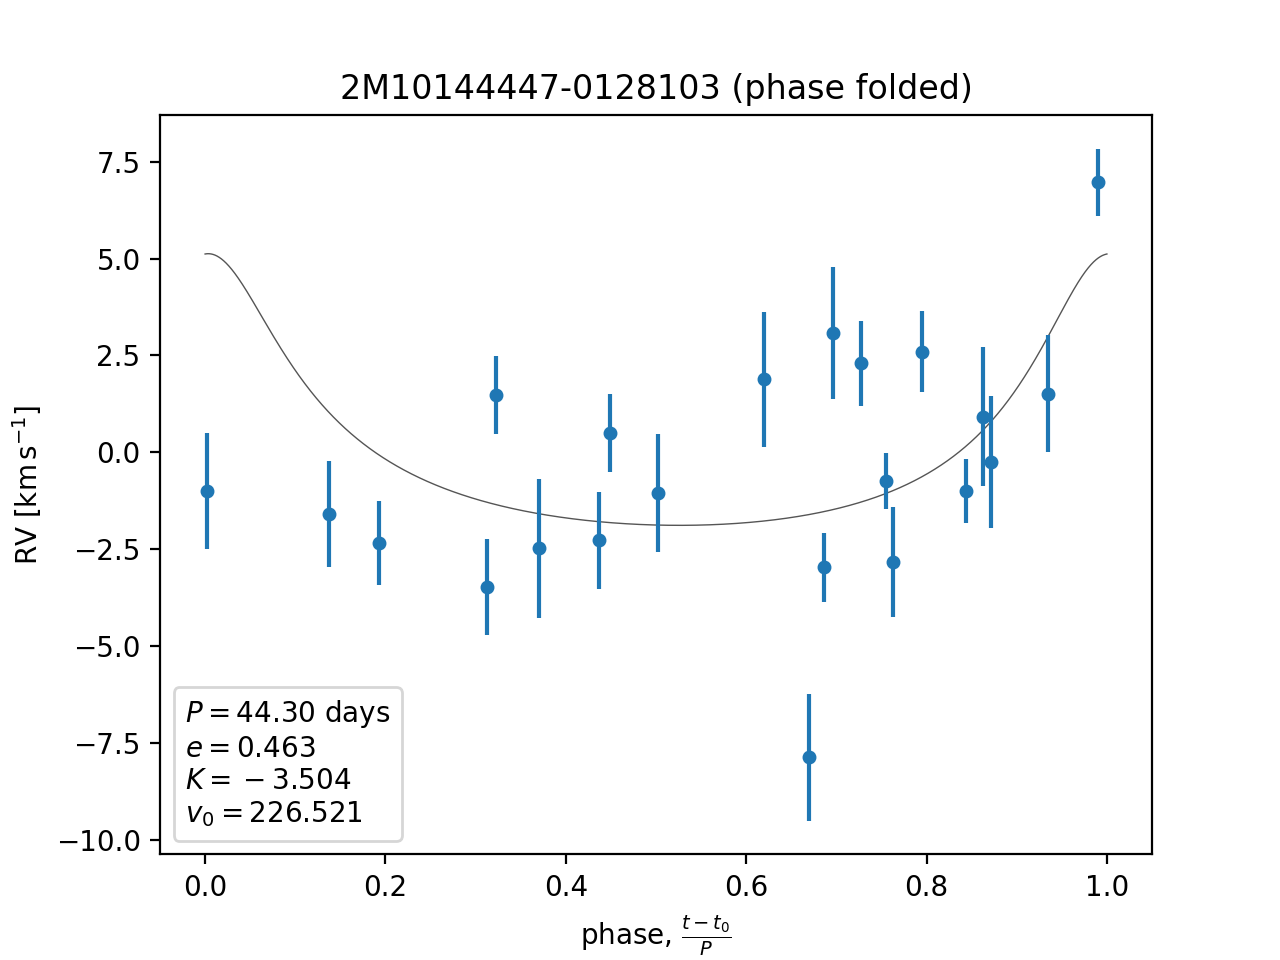 2M10144447-0128103 (phase folded)
7.5
5.0
2.5
0.0
−2.5
−5.0
−7.5
−10.0
RV [km s⁻¹]
P = 44.30 days
e = 0.463
K = − 3.504
v₀ = 226.521
0.0 0.2 0.4 0.6 0.8 1.0
phase, (t − t₀)/P